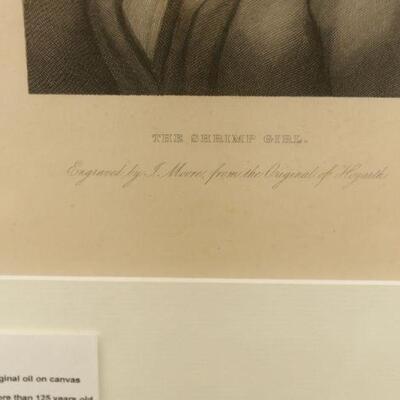 THE SHRIMP GIRL.
Engraved by J. Moore, from the Original of Hogarth
ginal oil on canvas
ore than 125 years old